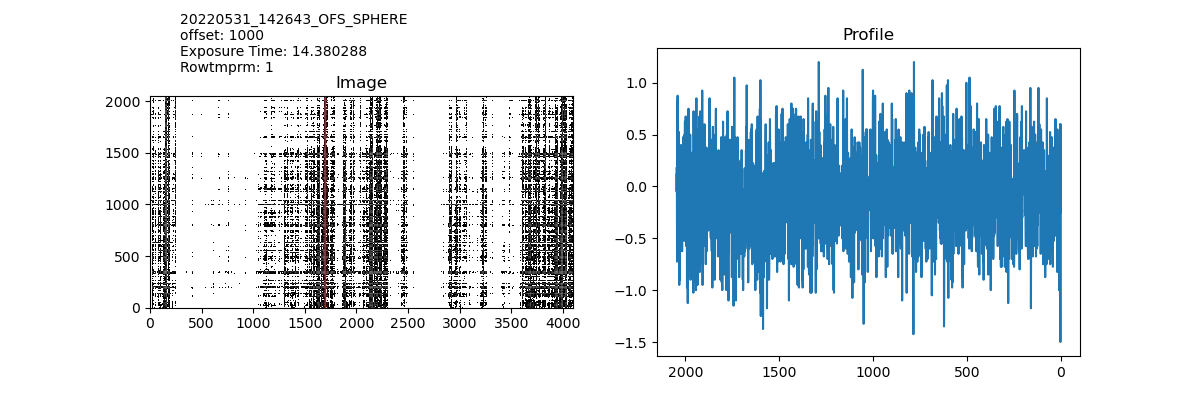 20220531_142643_OFS_SPHERE
offset: 1000
Exposure Time: 14.380288
Rowtmprm: 1
Image
2000
1500
1000
500
0
0 500 1000 1500 2000 2500 3000 3500 4000
Profile
1.0
0.5
0.0
−0.5
−1.0
−1.5
2000 1500 1000 500 0